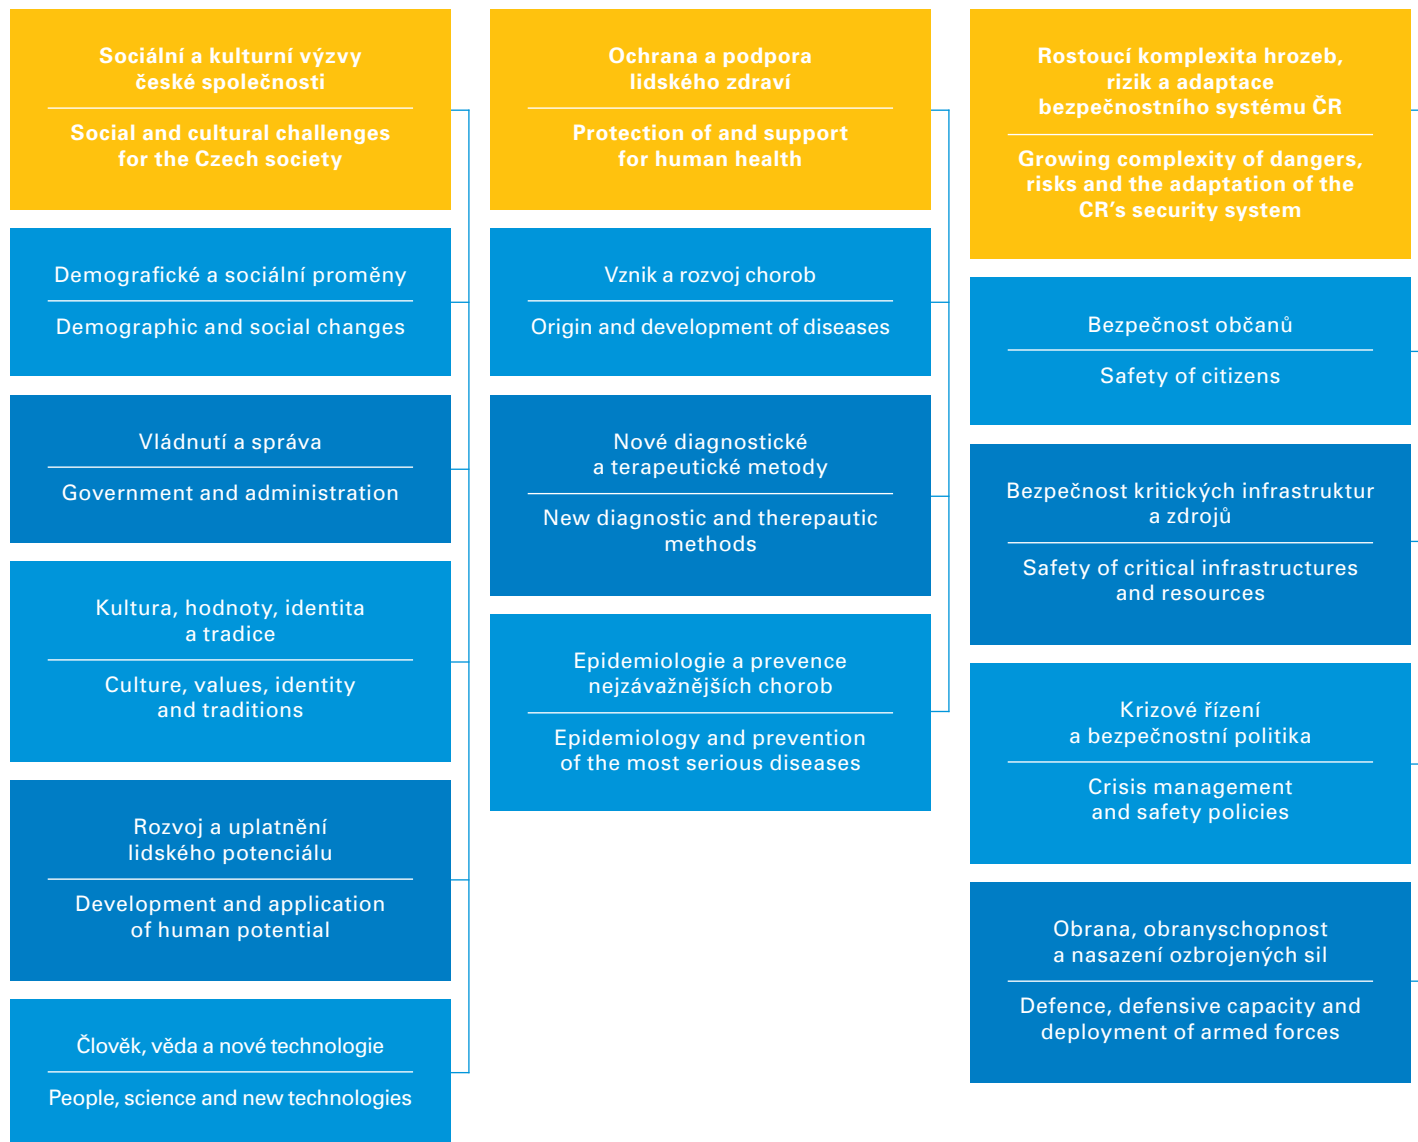 Sociální a kulturní výzvy
české společnosti
Social and cultural challenges
for the Czech society
Demografické a sociální proměny
Demographic and social changes
Vládnutí a správa
Government and administration
Kultura, hodnoty, identita
a tradice
Culture, values, identity
and traditions
Rozvoj a uplatnění
lidského potenciálu
Development and application
of human potential
Člověk, věda a nové technologie
People, science and new technologies
Ochrana a podpora
lidského zdraví
Protection of and support
for human health
Vznik a rozvoj chorob
Origin and development of diseases
Nové diagnostické
a terapeutické metody
New diagnostic and therepautic
methods
Epidemiologie a prevence
nejzávažnějších chorob
Epidemiology and prevention
of the most serious diseases
Rostoucí komplexita hrozeb,
rizik a adaptace
bezpečnostního systému ČR
Growing complexity of dangers,
risks and the adaptation of the
CR's security system
Bezpečnost občanů
Safety of citizens
Bezpečnost kritických infrastruktur
a zdrojů
Safety of critical infrastructures
and resources
Krizové řízení
a bezpečnostní politika
Crisis management
and safety policies
Obrana, obranyschopnost
a nasazení ozbrojených sil
Defence, defensive capacity and
deployment of armed forces